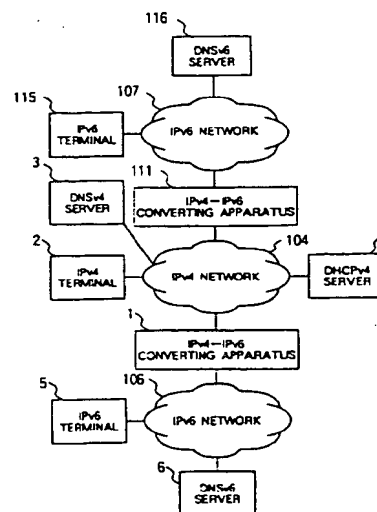 116
DNSv6
SERVER
115
107
IPv6
TERMINAL
IPv6 NETWORK
3
111
DNSv4
SERVER
IPv4-IPv6
CONVERTING APPARATUS
2
104
IPv4
TERMINAL
IPv4 NETWORK
DHCPv4
SERVER
1
IPv4-IPv6
CONVERTING APPARATUS
106
5
IPv6
TERMINAL
IPv6 NETWORK
6
DNSv6
SERVER